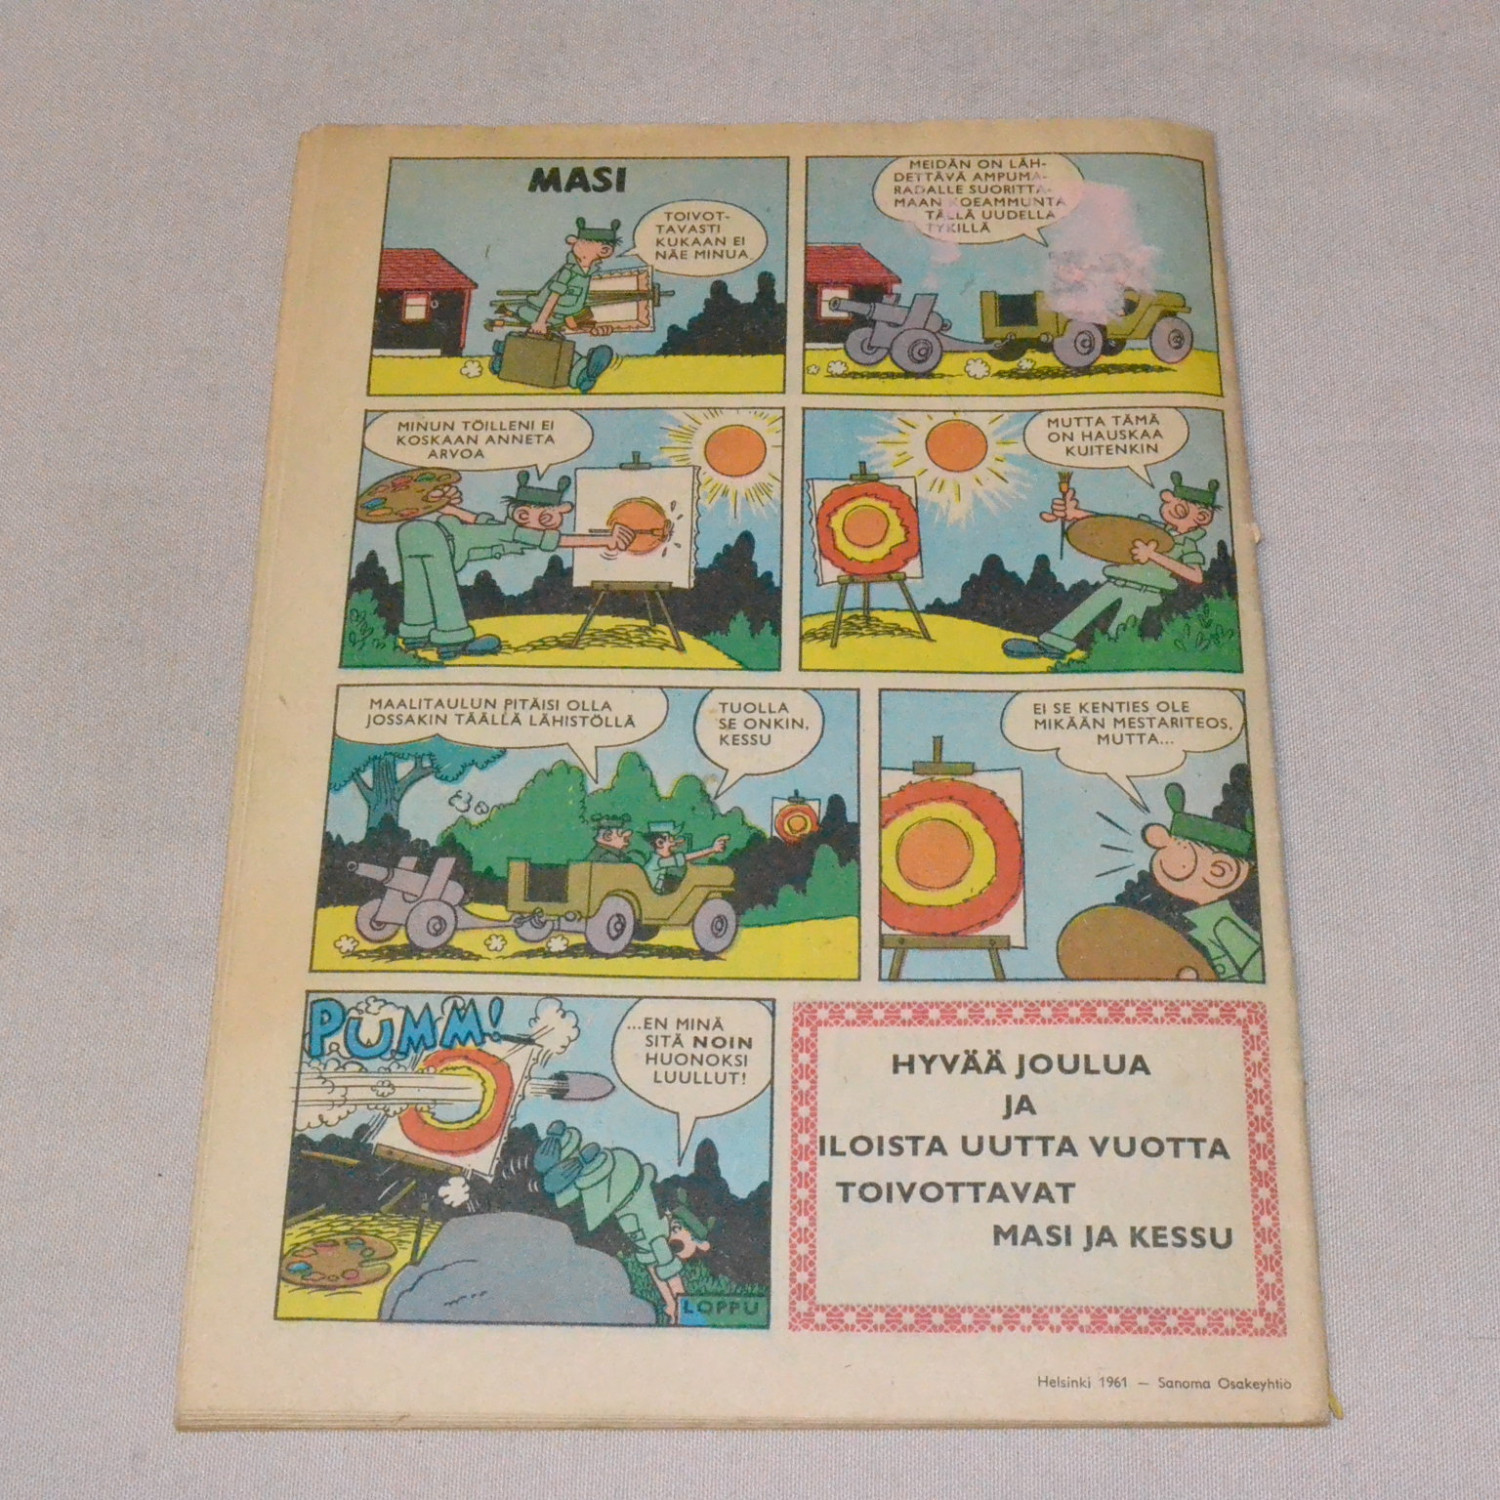 MASI
TOIVOT-
TAVASTI
KUKAAN EI
NÄE MINUA.
MEIDÄN ON LÄH-
DETTÄVÄ AMPUMA-
RADALLE SUORITTA-
MAAN KOEAMMUNTA
TÄLLÄ UUDELLA
TYKILLÄ
MINUN TÖILLENI EI
KOSKAAN ANNETA
ARVOA
MUTTA TÄMÄ
ON HAUSKAA
KUITENKIN
MAALITAULUN PITÄISI OLLA
JOSSAKIN TÄÄLLÄ LÄHISTÖLLÄ
TUOLLA
SE ONKIN,
KESSU
EI SE KENTIES OLE
MIKÄÄN MESTARITEOS,
MUTTA...
PUMM!
...EN MINÄ
SITÄ NOIN
HUONOKSI
LUULLUT!
LOPPU
HYVÄÄ JOULUA
JA
ILOISTA UUTTA VUOTTA
TOIVOTTAVAT
MASI JA KESSU
Helsinki 1961 — Sanoma Osakeyhtiö